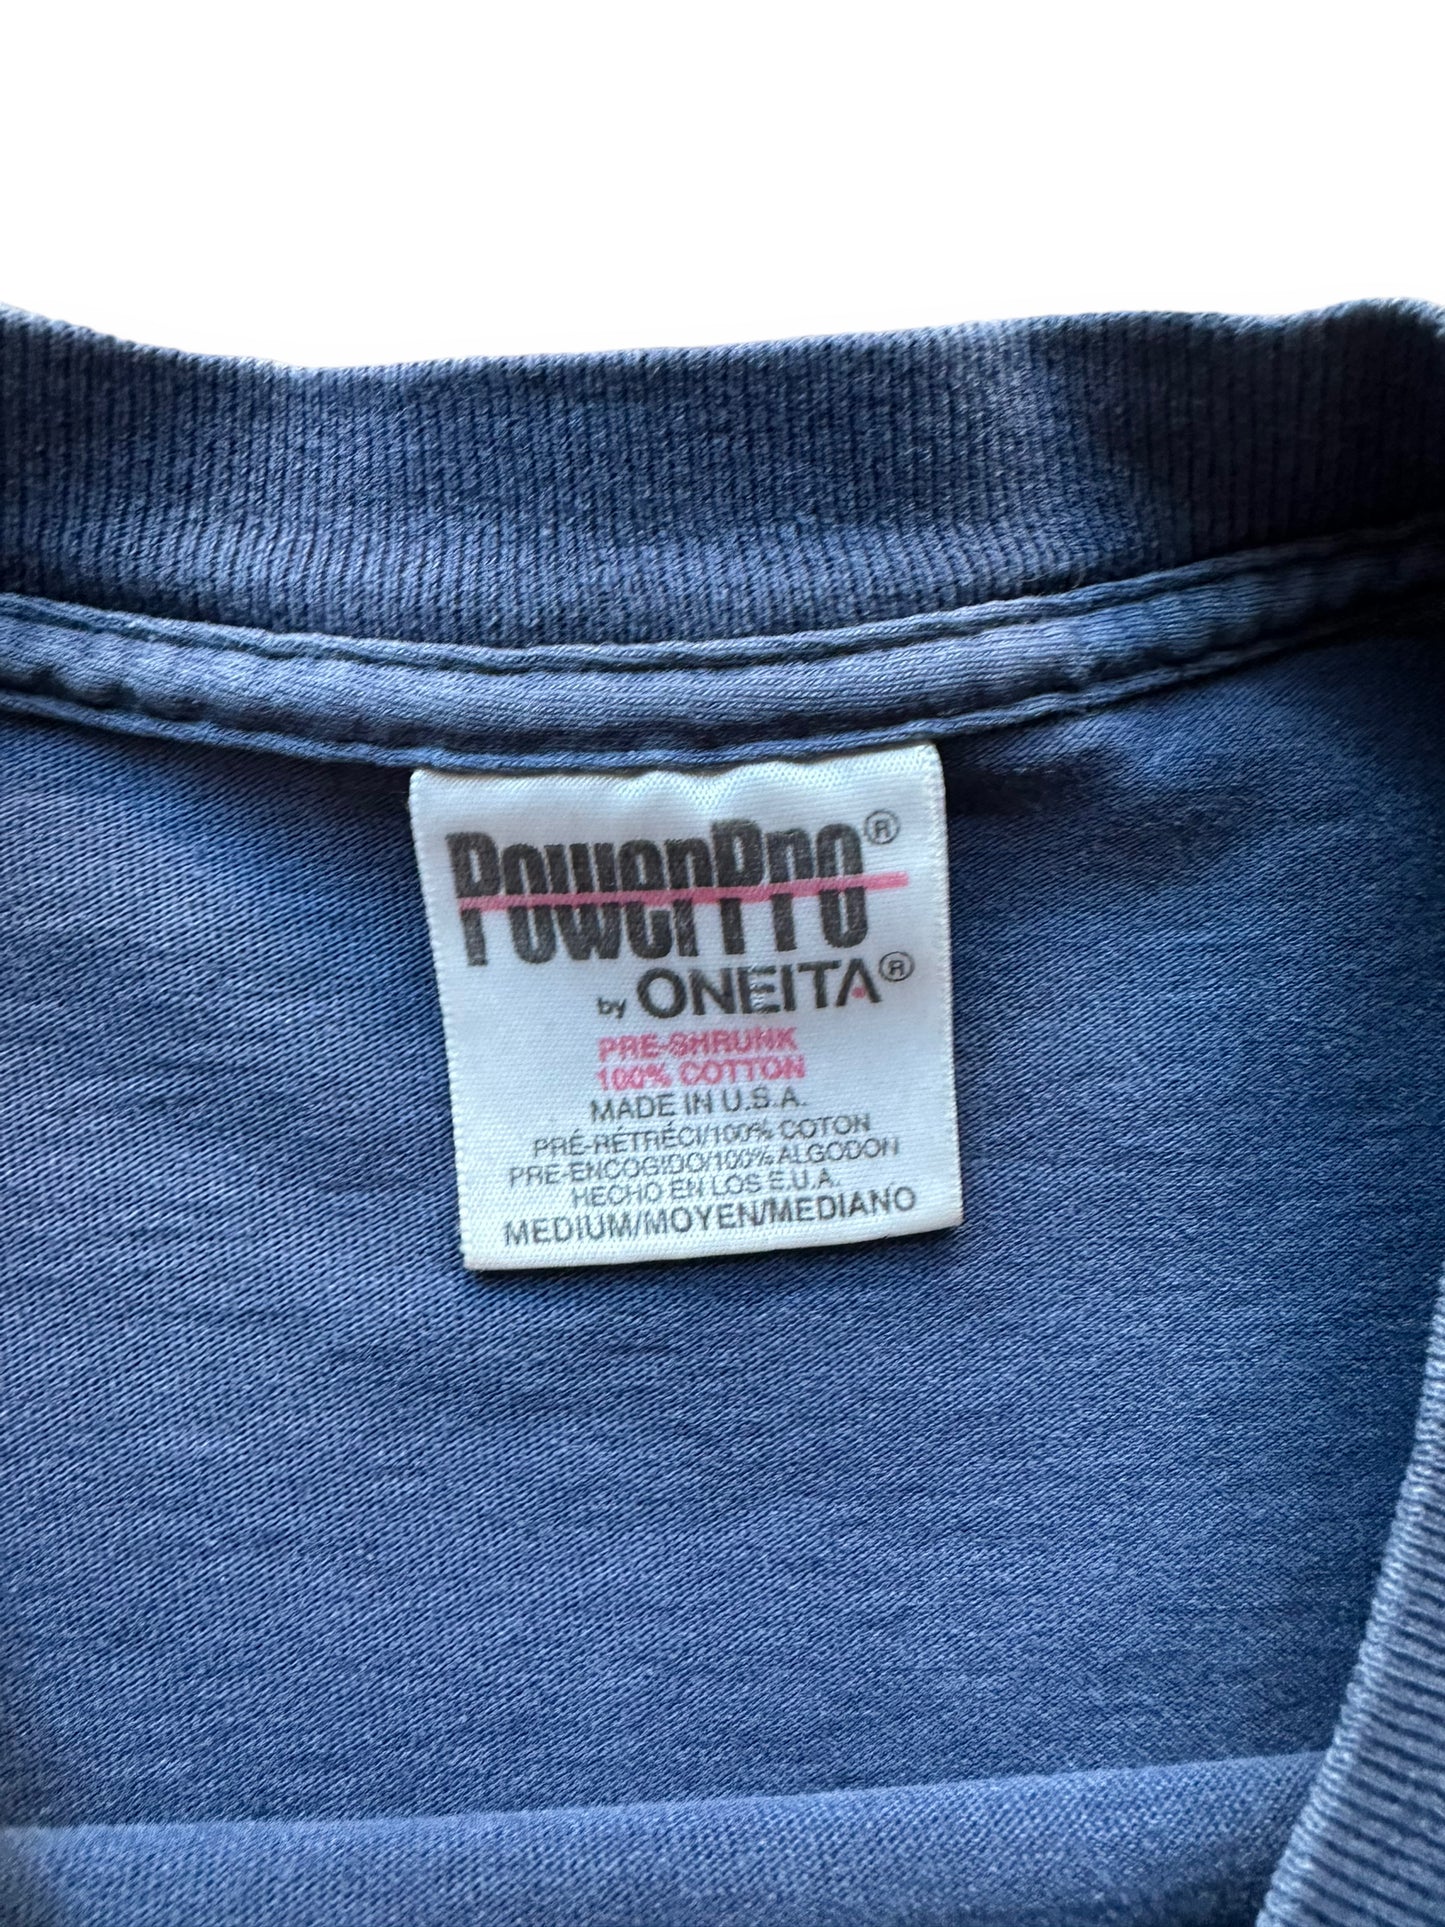 PowerPro®
by ONEITA®
PRE-SHRUNK
100% COTTON
MADE IN U.S.A.
PRÉ-RÉTRÉCI/100% COTON
PRE-ENCOGIDO/100% ALGODON
HECHO EN LOS E.U.A.
MEDIUM/MOYEN/MEDIANO